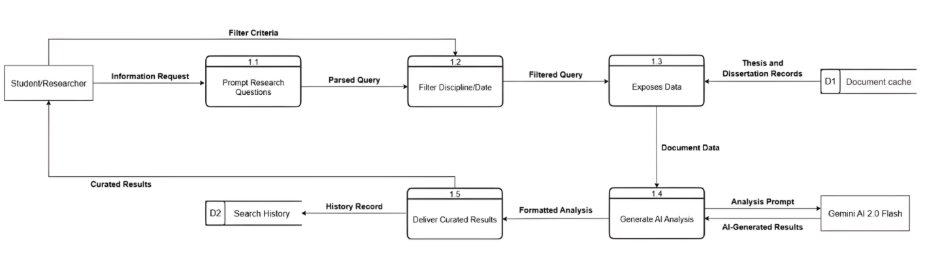 Filter Criteria
Student/Researcher
Information Request
1.1
Prompt Research
Questions
Parsed Query
1.2
Filter Discipline/Date
Filtered Query
1.3
Exposes Data
Thesis and
Dissertation Records
D1
Document cache
Document Data
Curated Results
D2
Search History
History Record
1.5
Deliver Curated Results
Formatted Analysis
1.4
Generate AI Analysis
Analysis Prompt
AI-Generated Results
Gemini AI 2.0 Flash